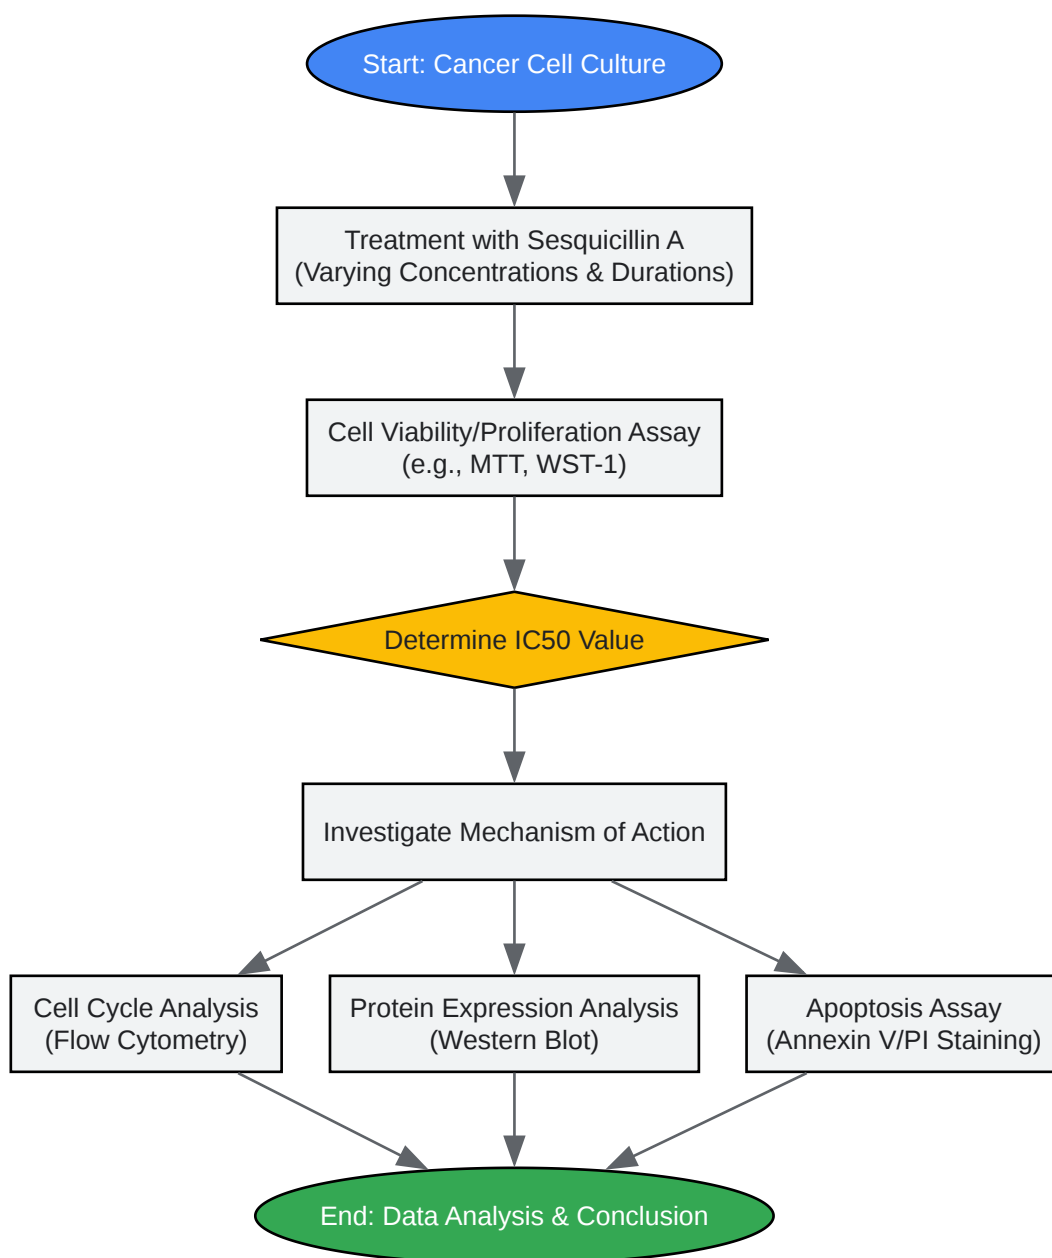 Start: Cancer Cell Culture
Treatment with Sesquicillin A
(Varying Concentrations & Durations)
Cell Viability/Proliferation Assay
(e.g., MTT, WST-1)
Determine IC50 Value
Investigate Mechanism of Action
Cell Cycle Analysis
(Flow Cytometry)
Protein Expression Analysis
(Western Blot)
Apoptosis Assay
(Annexin V/PI Staining)
End: Data Analysis & Conclusion